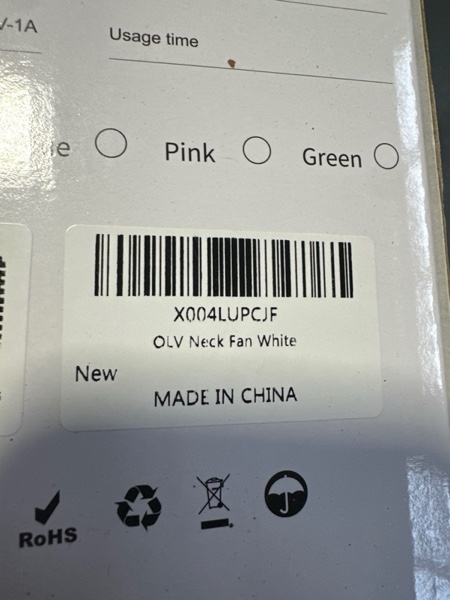 V-1A
Usage time
Pink
Green
X004LUPCJF
OLV Neck Fan White
New
MADE IN CHINA
RoHS